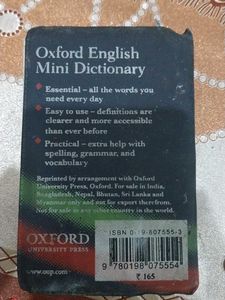 Oxford English
Mini Dictionary
Essential – all the words you
need every day
Easy to use – definitions are
clearer and more accessible
than ever before
Practical – extra help with
spelling, grammar, and
vocabulary
Reprinted by arrangement with Oxford
University Press, Oxford. For sale in India,
Bangladesh, Nepal, Bhutan, Sri Lanka and
Myanmar only and not for export therefrom.
Not for sale in any other country in the world.
OXFORD
UNIVERSITY PRESS
www.oup.com
ISBN 0-19-807555-3
9 780198 075554
₹ 165